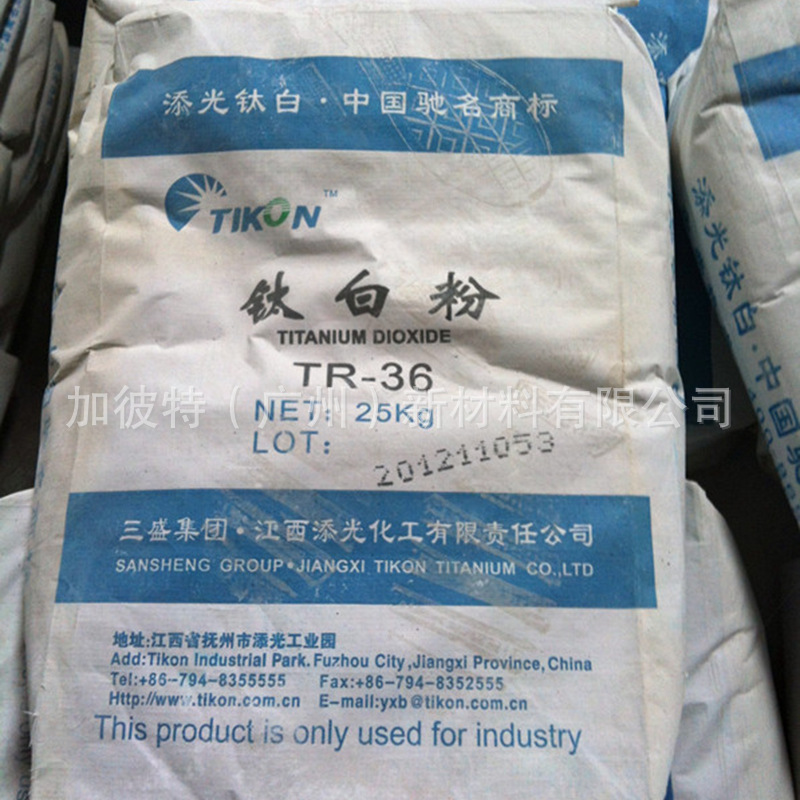 添光钛白·中国驰名商标
TIKON™
钛白粉
TITANIUM DIOXIDE
TR-36
加彼特（广州）新材料有限公司
NET: 25Kg
LOT:
201211053
三盛集团·江西添光化工有限责任公司
SANSHENG GROUP·JIANGXI TIKON TITANIUM CO.,LTD
地址:江西省抚州市添光工业园
Add:Tikon Industrial Park. Fuzhou City,Jiangxi Province,China
Tel:+86-794-8355555 Fax:+86-794-8352555
Http://www.tikon.com.cn E-mail:yxb@tikon.com.cn
This product is only used for industry
添光钛白·中国驰